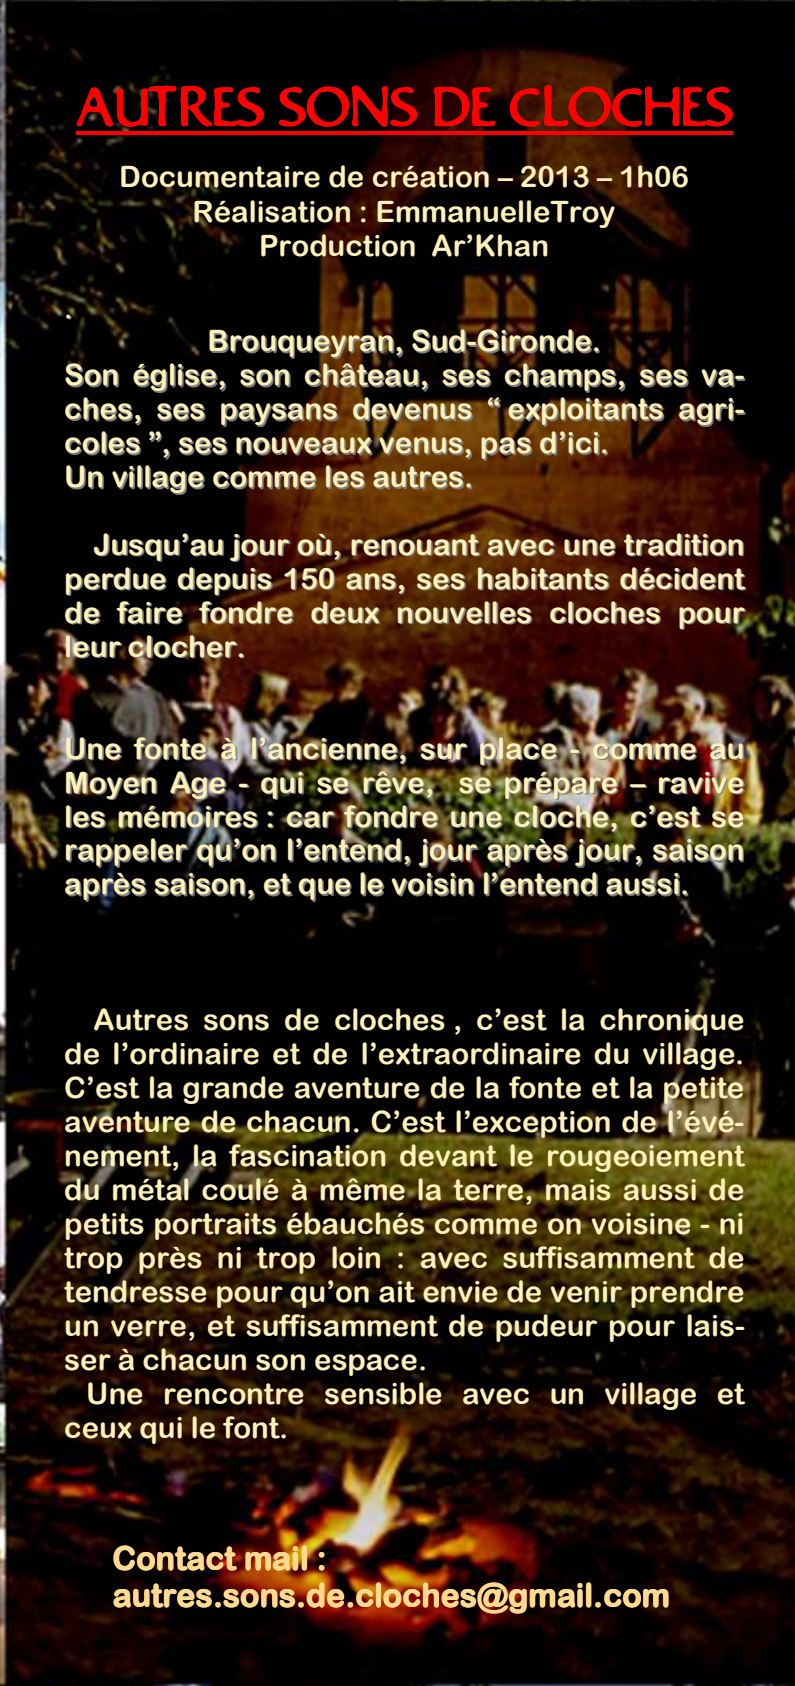 AUTRES SONS DE CLOCHES
Documentaire de création – 2013 – 1h06
Réalisation : EmmanuelleTroy
Production  Ar’Khan
.
Brouqueyran, Sud-Gironde.
Son église, son château, ses champs, ses va-
ches, ses paysans devenus “ exploitants agri-
coles ”, ses nouveaux venus, pas d’ici.
Un village comme les autres.
Jusqu’au jour où, renouant avec une tradition
perdue depuis 150 ans, ses habitants décident
de faire fondre deux nouvelles cloches pour
leur clocher.
Une fonte à l’ancienne, sur place - comme au
Moyen Age - qui se rêve,  se prépare – ravive
les mémoires : car fondre une cloche, c’est se
rappeler qu’on l’entend, jour après jour, saison
après saison, et que le voisin l’entend aussi.
Autres sons de cloches , c’est la chronique
de l’ordinaire et de l’extraordinaire du village.
C’est la grande aventure de la fonte et la petite
aventure de chacun. C’est l’exception de l’évé-
nement, la fascination devant le rougeoiement
du métal coulé à même la terre, mais aussi de
petits portraits ébauchés comme on voisine - ni
trop près ni trop loin : avec suffisamment de
tendresse pour qu’on ait envie de venir prendre
un verre, et suffisamment de pudeur pour lais-
ser à chacun son espace.
Une rencontre sensible avec un village et
ceux qui le font.
Contact mail :
autres.sons.de.cloches@gmail.com